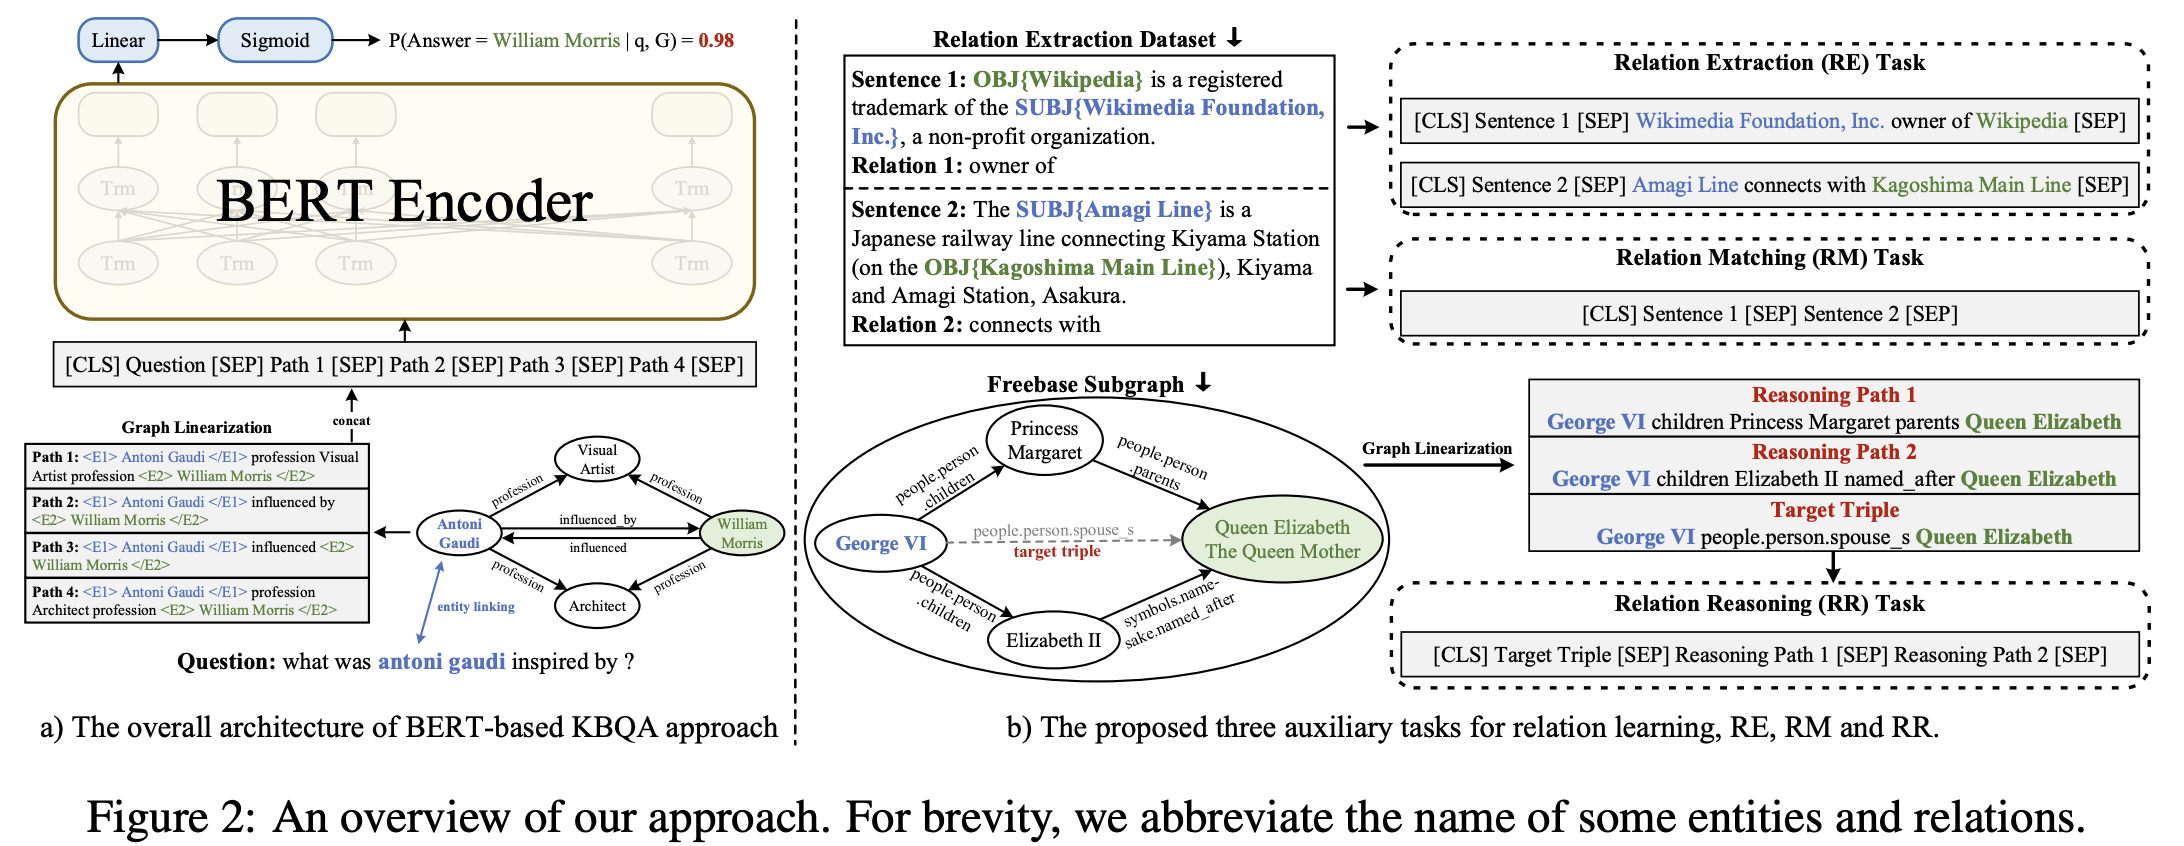 Linear
Sigmoid
P(Answer = William Morris | q, G) = 0.98
Trm Trm Trm Trm
BERT Encoder
Trm Trm Trm Trm
[CLS] Question [SEP] Path 1 [SEP] Path 2 [SEP] Path 3 [SEP] Path 4 [SEP]
concat
Graph Linearization
Path 1: <E1> Antoni Gaudi </E1> profession Visual
Artist profession <E2> William Morris </E2>
Path 2: <E1> Antoni Gaudi </E1> influenced by
<E2> William Morris </E2>
Path 3: <E1> Antoni Gaudi </E1> influenced <E2>
William Morris </E2>
Path 4: <E1> Antoni Gaudi </E1> profession
Architect profession <E2> William Morris </E2>
Visual
Artist
profession
profession
Antoni
Gaudi
influenced_by
influenced
William
Morris
profession
profession
Architect
entity linking
Question: what was antoni gaudi inspired by ?
a) The overall architecture of BERT-based KBQA approach
Relation Extraction Dataset
Sentence 1: OBJ{Wikipedia} is a registered
trademark of the SUBJ{Wikimedia Foundation,
Inc.}, a non-profit organization.
Relation 1: owner of
Sentence 2: The SUBJ{Amagi Line} is a
Japanese railway line connecting Kiyama Station
(on the OBJ{Kagoshima Main Line}), Kiyama
and Amagi Station, Asakura.
Relation 2: connects with
Relation Extraction (RE) Task
[CLS] Sentence 1 [SEP] Wikimedia Foundation, Inc. owner of Wikipedia [SEP]
[CLS] Sentence 2 [SEP] Amagi Line connects with Kagoshima Main Line [SEP]
Relation Matching (RM) Task
[CLS] Sentence 1 [SEP] Sentence 2 [SEP]
Freebase Subgraph
Princess
Margaret
people.person
.children
people.person
.parents
George VI
people.person.spouse_s
target triple
Queen Elizabeth
The Queen Mother
people.person
.children
symbols.name-
sake.named_after
Elizabeth II
Graph Linearization
Reasoning Path 1
George VI children Princess Margaret parents Queen Elizabeth
Reasoning Path 2
George VI children Elizabeth II named_after Queen Elizabeth
Target Triple
George VI people.person.spouse_s Queen Elizabeth
Relation Reasoning (RR) Task
[CLS] Target Triple [SEP] Reasoning Path 1 [SEP] Reasoning Path 2 [SEP]
b) The proposed three auxiliary tasks for relation learning, RE, RM and RR.
Figure 2: An overview of our approach. For brevity, we abbreviate the name of some entities and relations.